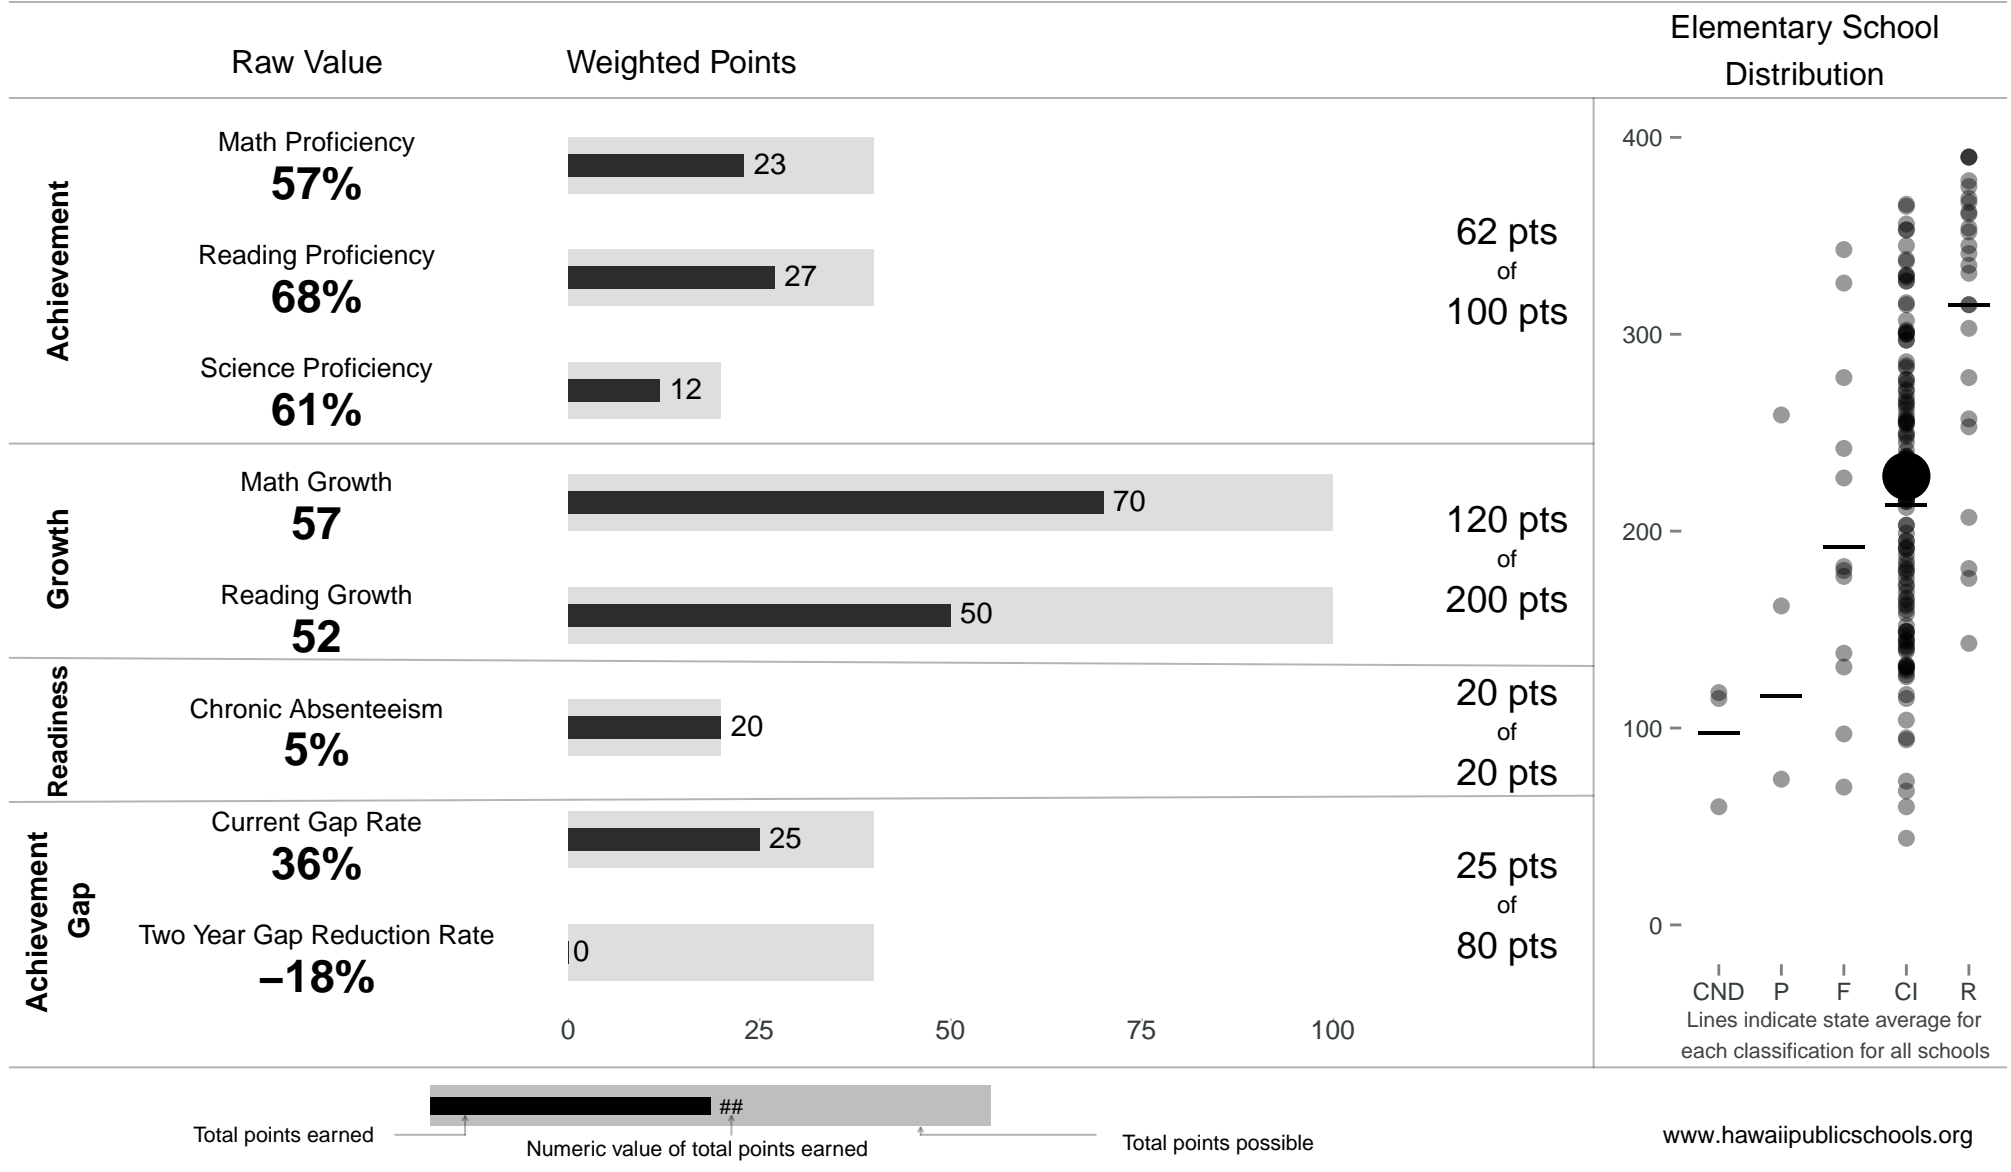 Raw Value
Weighted Points
Elementary School
Distribution
Achievement
Math Proficiency
57%
23
Reading Proficiency
68%
27
Science Proficiency
61%
12
62 pts
of
100 pts
Growth
Math Growth
57
70
Reading Growth
52
50
120 pts
of
200 pts
Readiness
Chronic Absenteeism
5%
20
20 pts
of
20 pts
Achievement
Gap
Current Gap Rate
36%
25
Two Year Gap Reduction Rate
–18%
0
25 pts
of
80 pts
0 25 50 75 100
400
300
200
100
0
CND P F CI R
Lines indicate state average for
each classification for all schools
##
Total points earned
Numeric value of total points earned
Total points possible
www.hawaiipublicschools.org